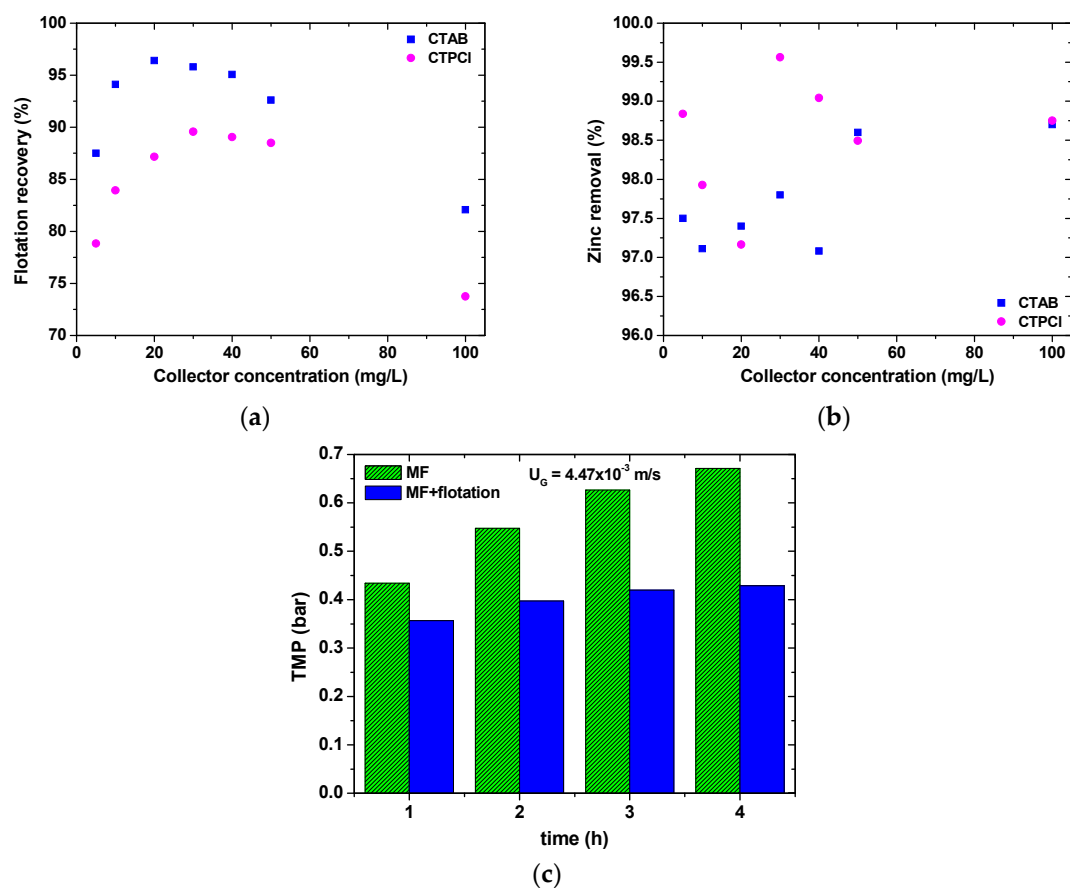 100
95
90
85
80
75
70
Flotation recovery (%)
CTAB
CTPCl
0 20 40 60 80 100
Collector concentration (mg/L)
(a)
100.0
99.5
99.0
98.5
98.0
97.5
97.0
96.5
96.0
Zinc removal (%)
CTAB
CTPCl
0 20 40 60 80 100
Collector concentration (mg/L)
(b)
0.7
0.6
0.5
0.4
0.3
0.2
0.1
0.0
TMP (bar)
MF
MF+flotation
U_G = 4.47x10^-3 m/s
1 2 3 4
time (h)
(c)